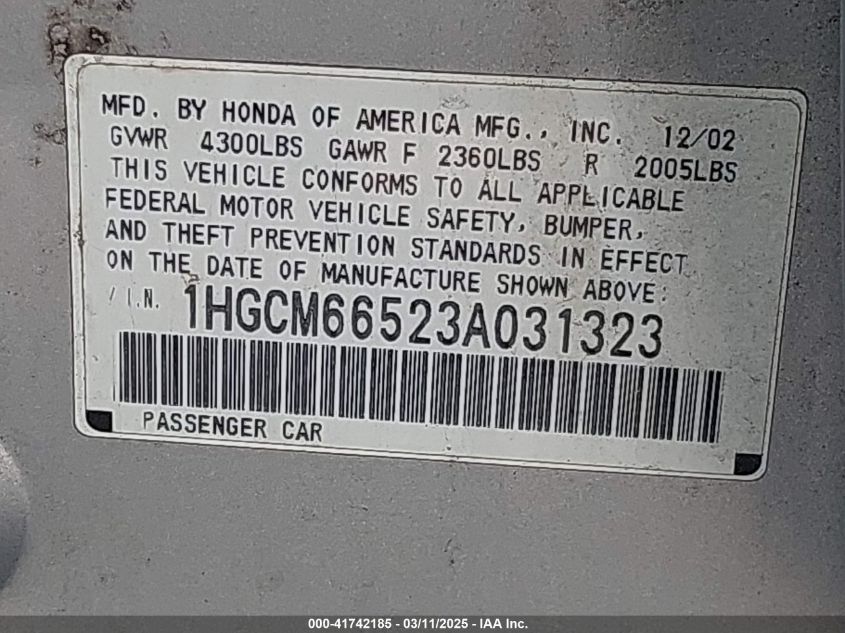 MFD. BY HONDA OF AMERICA MFG., INC. 12/02
GVWR 4300LBS GAWR F 2360LBS R 2005LBS
THIS VEHICLE CONFORMS TO ALL APPLICABLE
FEDERAL MOTOR VEHICLE SAFETY, BUMPER,
AND THEFT PREVENTION STANDARDS IN EFFECT
ON THE DATE OF MANUFACTURE SHOWN ABOVE.
V.I.N. 1HGCM66523A031323
PASSENGER CAR
000-41742185 - 03/11/2025 - IAA Inc.